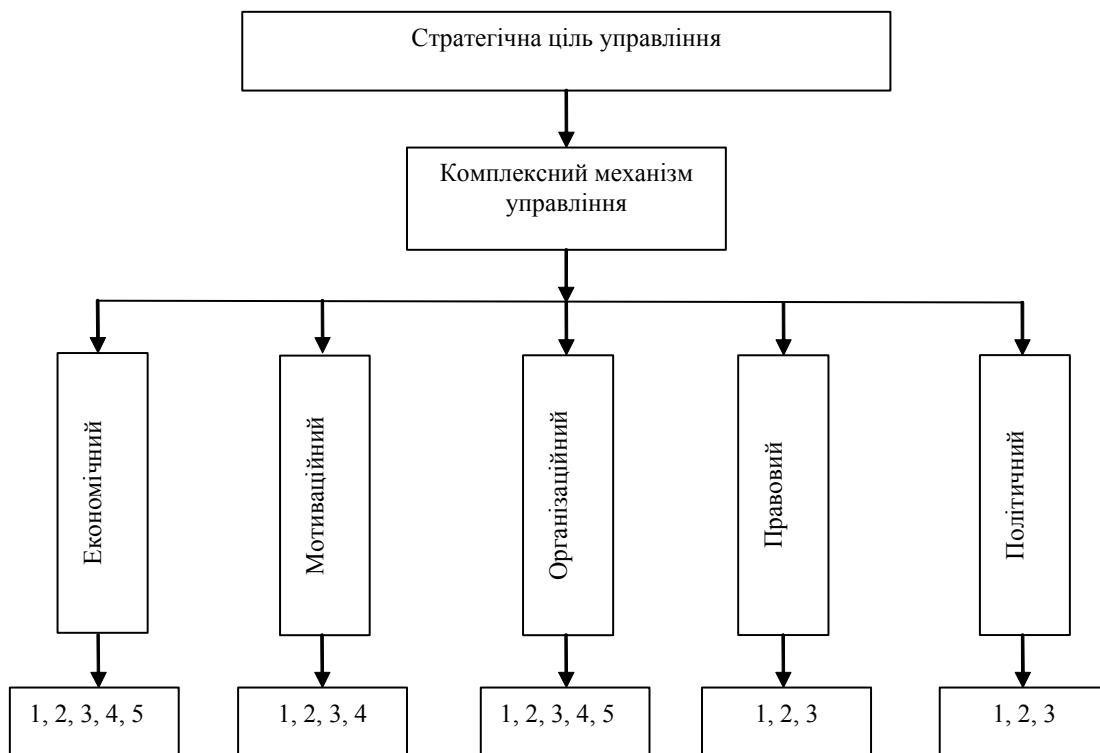 Стратегічна ціль управління
Комплексний механізм
управління
Економічний
Мотиваційний
Організаційний
Правовий
Політичний
1, 2, 3, 4, 5
1, 2, 3, 4
1, 2, 3, 4, 5
1, 2, 3
1, 2, 3